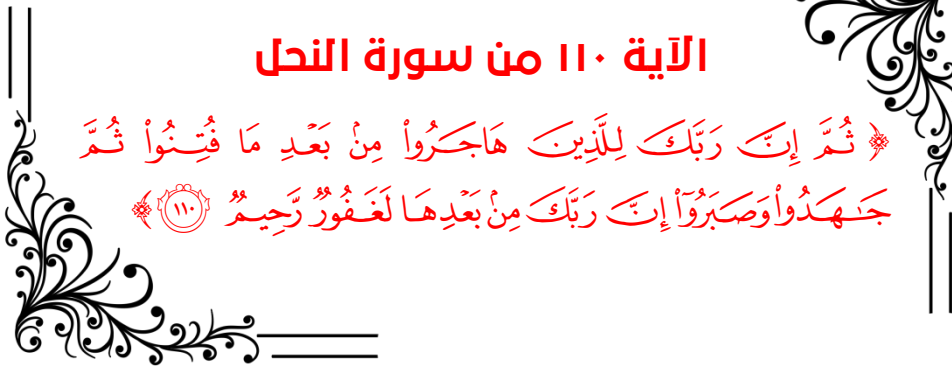 الآية ١١٠ من سورة النحل
﴿ ثُمَّ إِنَّ رَبَّكَ لِلَّذِينَ هَاجَرُواْ مِنۢ بَعۡدِ مَا فُتِنُواْ ثُمَّ
جَٰهَدُواْ وَصَبَرُوٓاْ إِنَّ رَبَّكَ مِنۢ بَعۡدِهَا لَغَفُورٞ رَّحِيمٞ ١١٠ ﴾